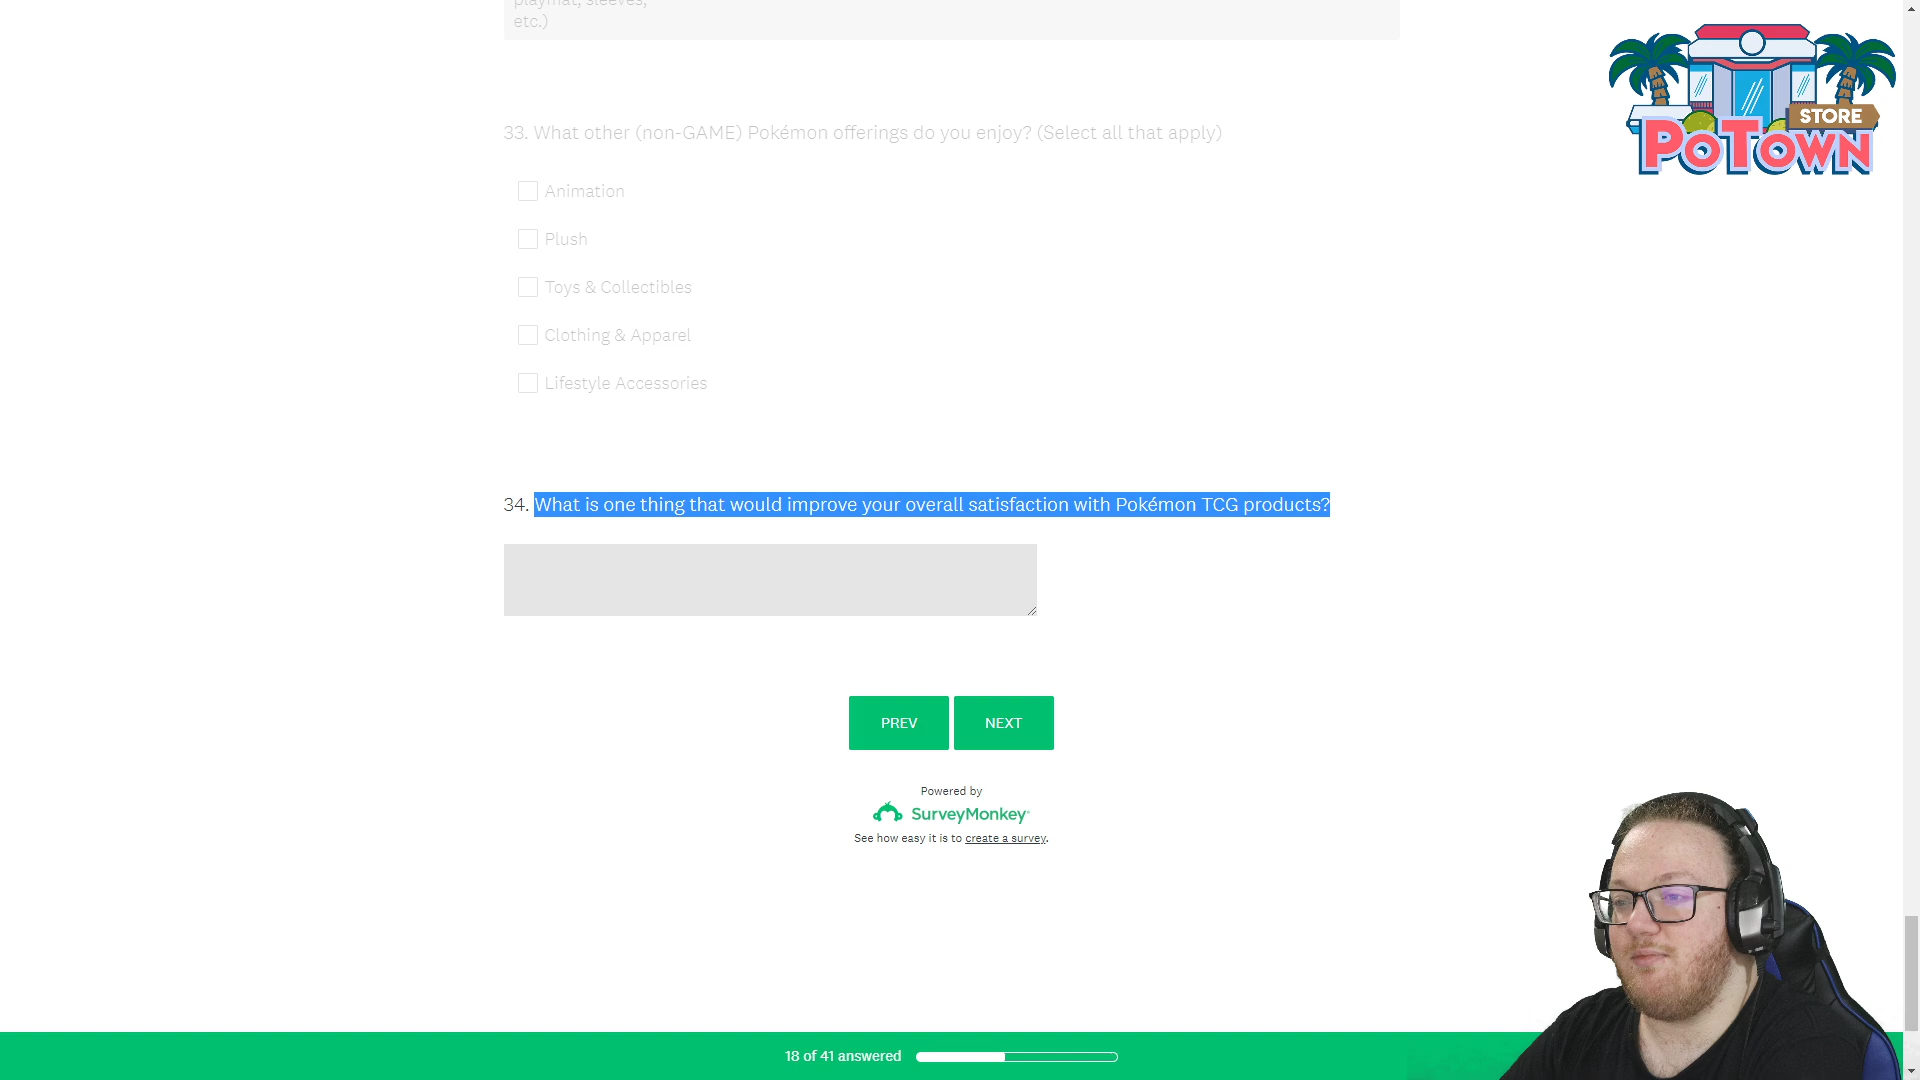 playmat, sleeves,
etc.)
STORE
POTOWN
33. What other (non-GAME) Pokémon offerings do you enjoy? (Select all that apply)
Animation
Plush
Toys & Collectibles
Clothing & Apparel
Lifestyle Accessories
34. What is one thing that would improve your overall satisfaction with Pokémon TCG products?
PREV
NEXT
Powered by
SurveyMonkey
See how easy it is to create a survey.
18 of 41 answered